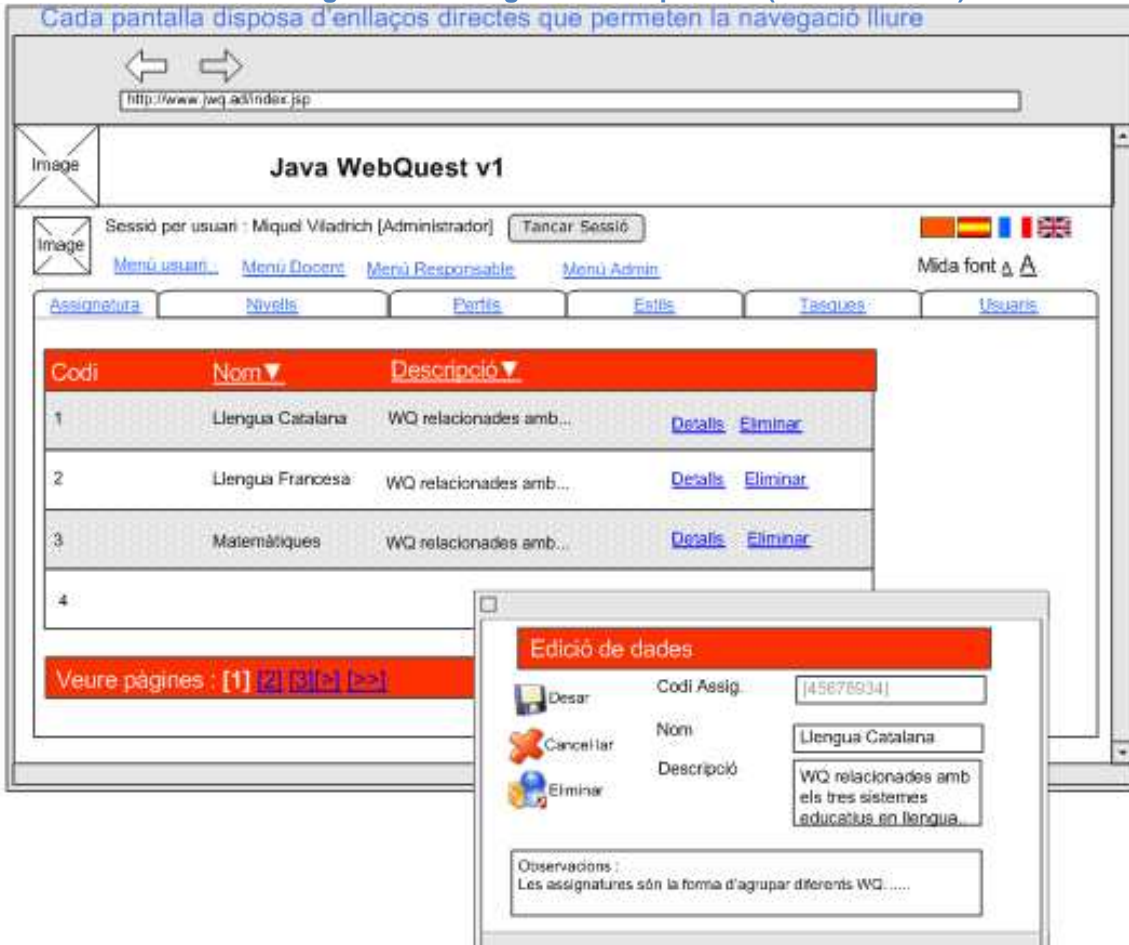 Cada pantalla disposa d'enllaços directes que permeten la navegació lliure
http://www.jwq.ad/index.jsp
Image
Java WebQuest v1
Image
Sessió per usuari : Miquel Viladrich [Administrador] Tancar Sessió
Menú usuari : Menú Docent Menú Responsable Menú Admin.
Mida font A A
Assignatura Nivells Perfils Estils Tasques Usuaris
Codi Nom▼ Descripció▼
1 Llengua Catalana WQ relacionades amb... Detalls Eliminar
2 Llengua Francesa WQ relacionades amb... Detalls Eliminar
3 Matemàtiques WQ relacionades amb... Detalls Eliminar
4
Veure pàgines : [1] [2] [3][>] [>>]
Edició de dades
Desar Codi Assig. [45678934]
Cancel·lar Nom Llengua Catalana
Eliminar Descripció WQ relacionades amb
els tres sistemes
educatius en llengua...
Observacions :
Les assignatures són la forma d'agrupar diferents WQ......